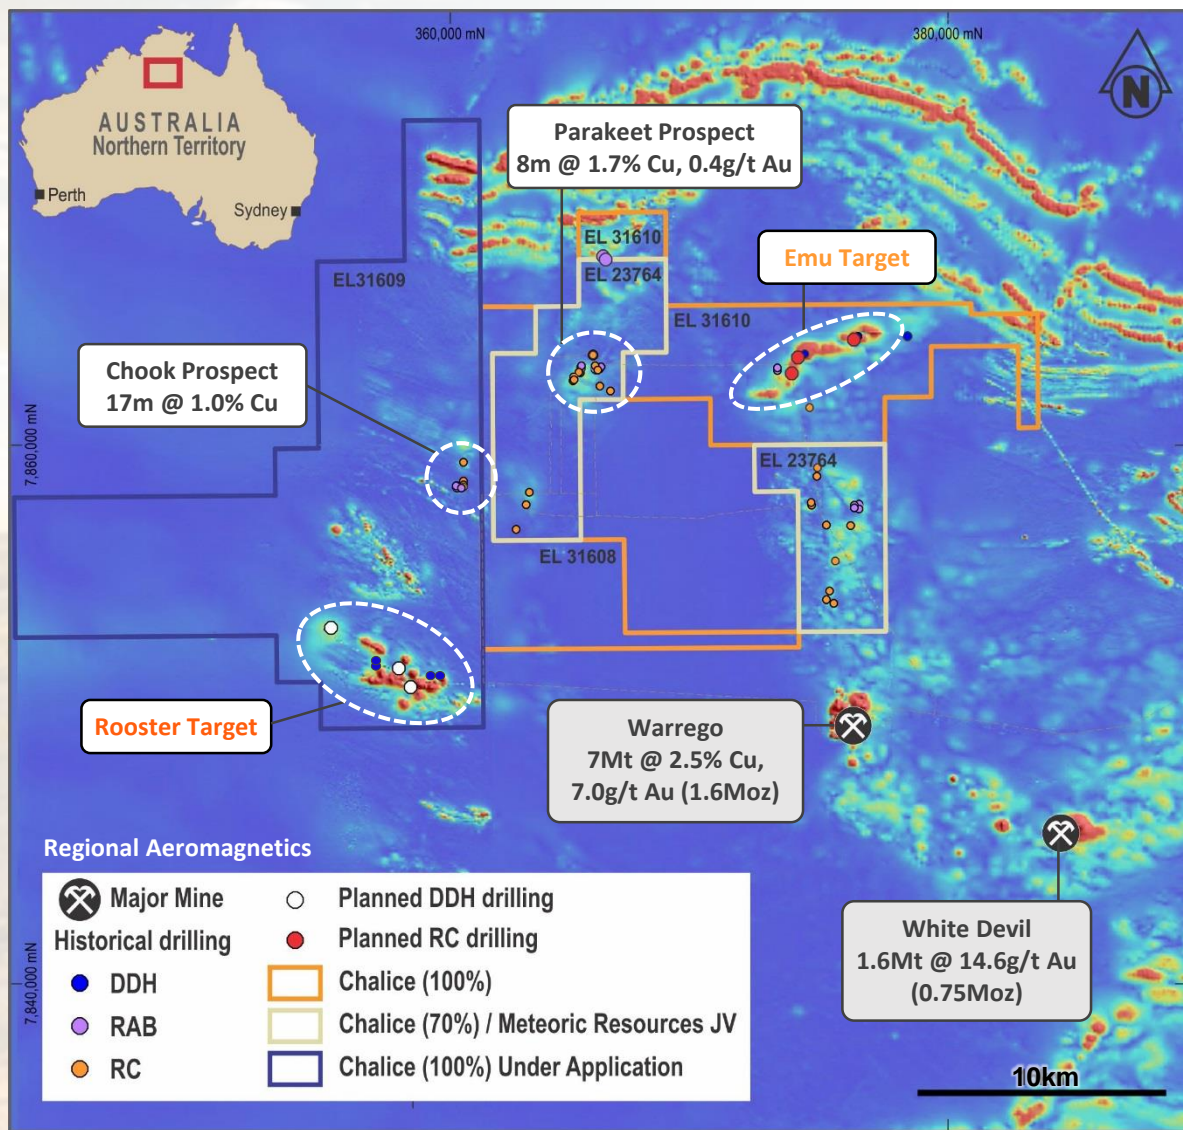 360,000 mN
380,000 mN
AUSTRALIA
Northern Territory
Perth
Sydney
N
Parakeet Prospect
8m @ 1.7% Cu, 0.4g/t Au
EL 31610
EL 23764
Emu Target
EL31609
EL 31610
Chook Prospect
17m @ 1.0% Cu
7,860,000 mN
EL 23764
EL 31608
Rooster Target
Warrego
7Mt @ 2.5% Cu,
7.0g/t Au (1.6Moz)
White Devil
1.6Mt @ 14.6g/t Au
(0.75Moz)
7,840,000 mN
Regional Aeromagnetics
Major Mine
Historical drilling
DDH
RAB
RC
Planned DDH drilling
Planned RC drilling
Chalice (100%)
Chalice (70%) / Meteoric Resources JV
Chalice (100%) Under Application
10km